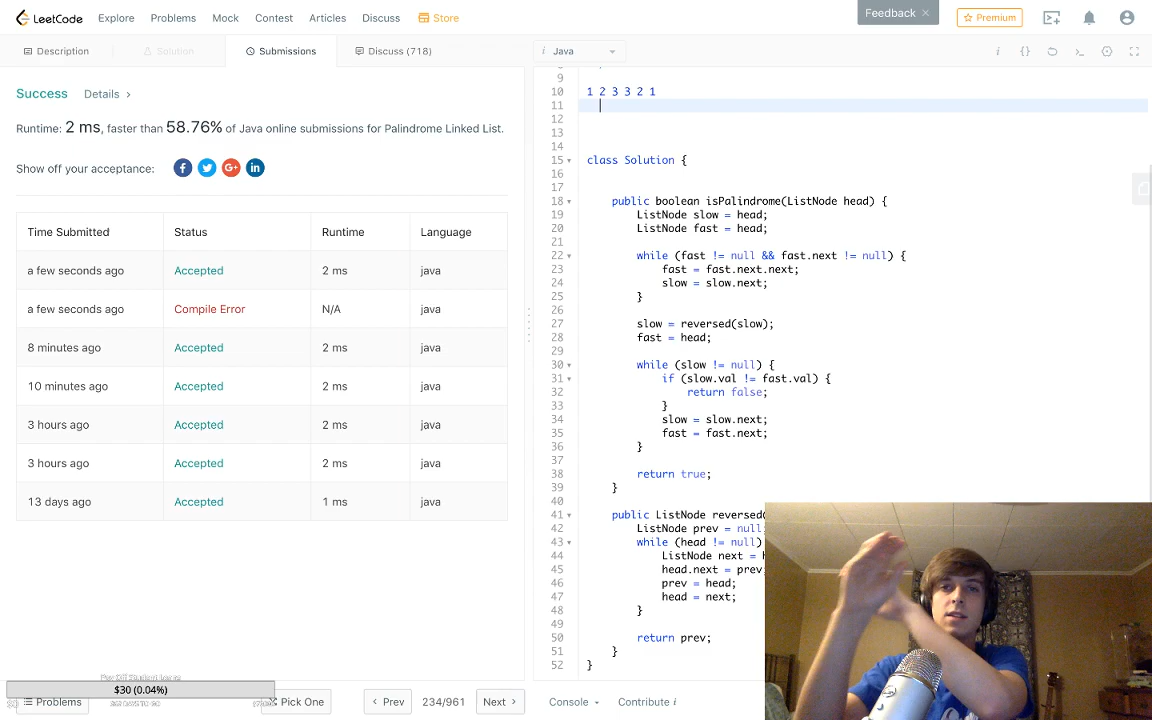 LeetCode Explore Problems Mock Contest Articles Discuss Store Feedback × Premium
Description Solution Submissions Discuss (718) i Java
Success Details >
Runtime: 2 ms, faster than 58.76% of Java online submissions for Palindrome Linked List.
Show off your acceptance:
Time Submitted Status Runtime Language
a few seconds ago Accepted 2 ms java
a few seconds ago Compile Error N/A java
8 minutes ago Accepted 2 ms java
10 minutes ago Accepted 2 ms java
3 hours ago Accepted 2 ms java
3 hours ago Accepted 2 ms java
13 days ago Accepted 1 ms java
9
10 1 2 3 3 2 1
11
12
13
14
15 class Solution {
16
17
18 public boolean isPalindrome(ListNode head) {
19 ListNode slow = head;
20 ListNode fast = head;
21
22 while (fast != null && fast.next != null) {
23 fast = fast.next.next;
24 slow = slow.next;
25 }
26
27 slow = reversed(slow);
28 fast = head;
29
30 while (slow != null) {
31 if (slow.val != fast.val) {
32 return false;
33 }
34 slow = slow.next;
35 fast = fast.next;
36 }
37
38 return true;
39 }
40
41 public ListNode reversed(
42 ListNode prev = null;
43 while (head != null)
44 ListNode next = h
45 head.next = prev;
46 prev = head;
47 head = next;
48 }
49
50 return prev;
51 }
52 }
$30 (0.04%)
Problems Pick One < Prev 234/961 Next > Console Contribute i